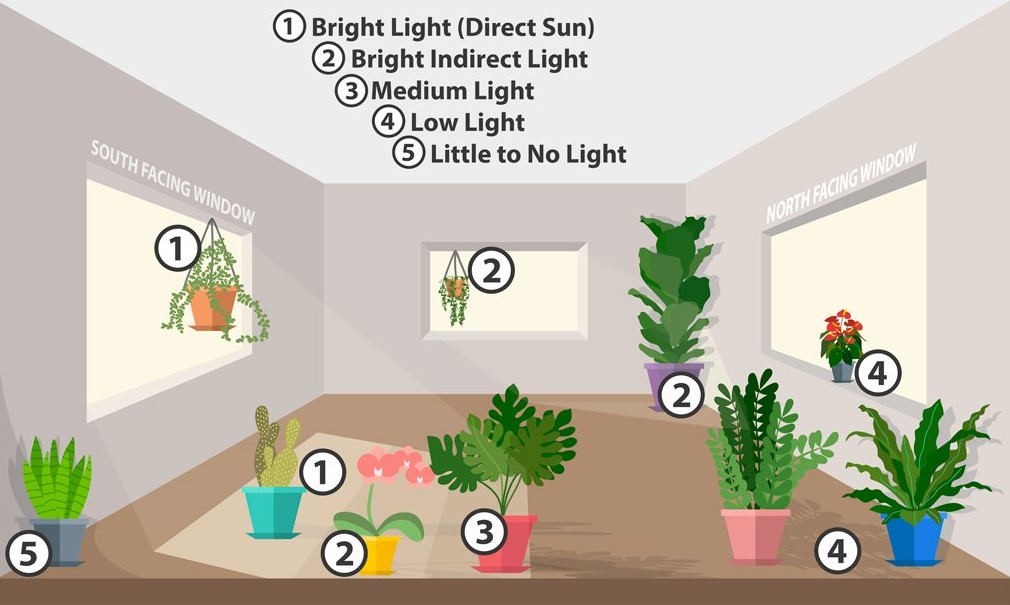 ① Bright Light (Direct Sun)
② Bright Indirect Light
③ Medium Light
④ Low Light
⑤ Little to No Light
SOUTH FACING WINDOW
NORTH FACING WINDOW
①
②
②
④
①
⑤
②
③
④